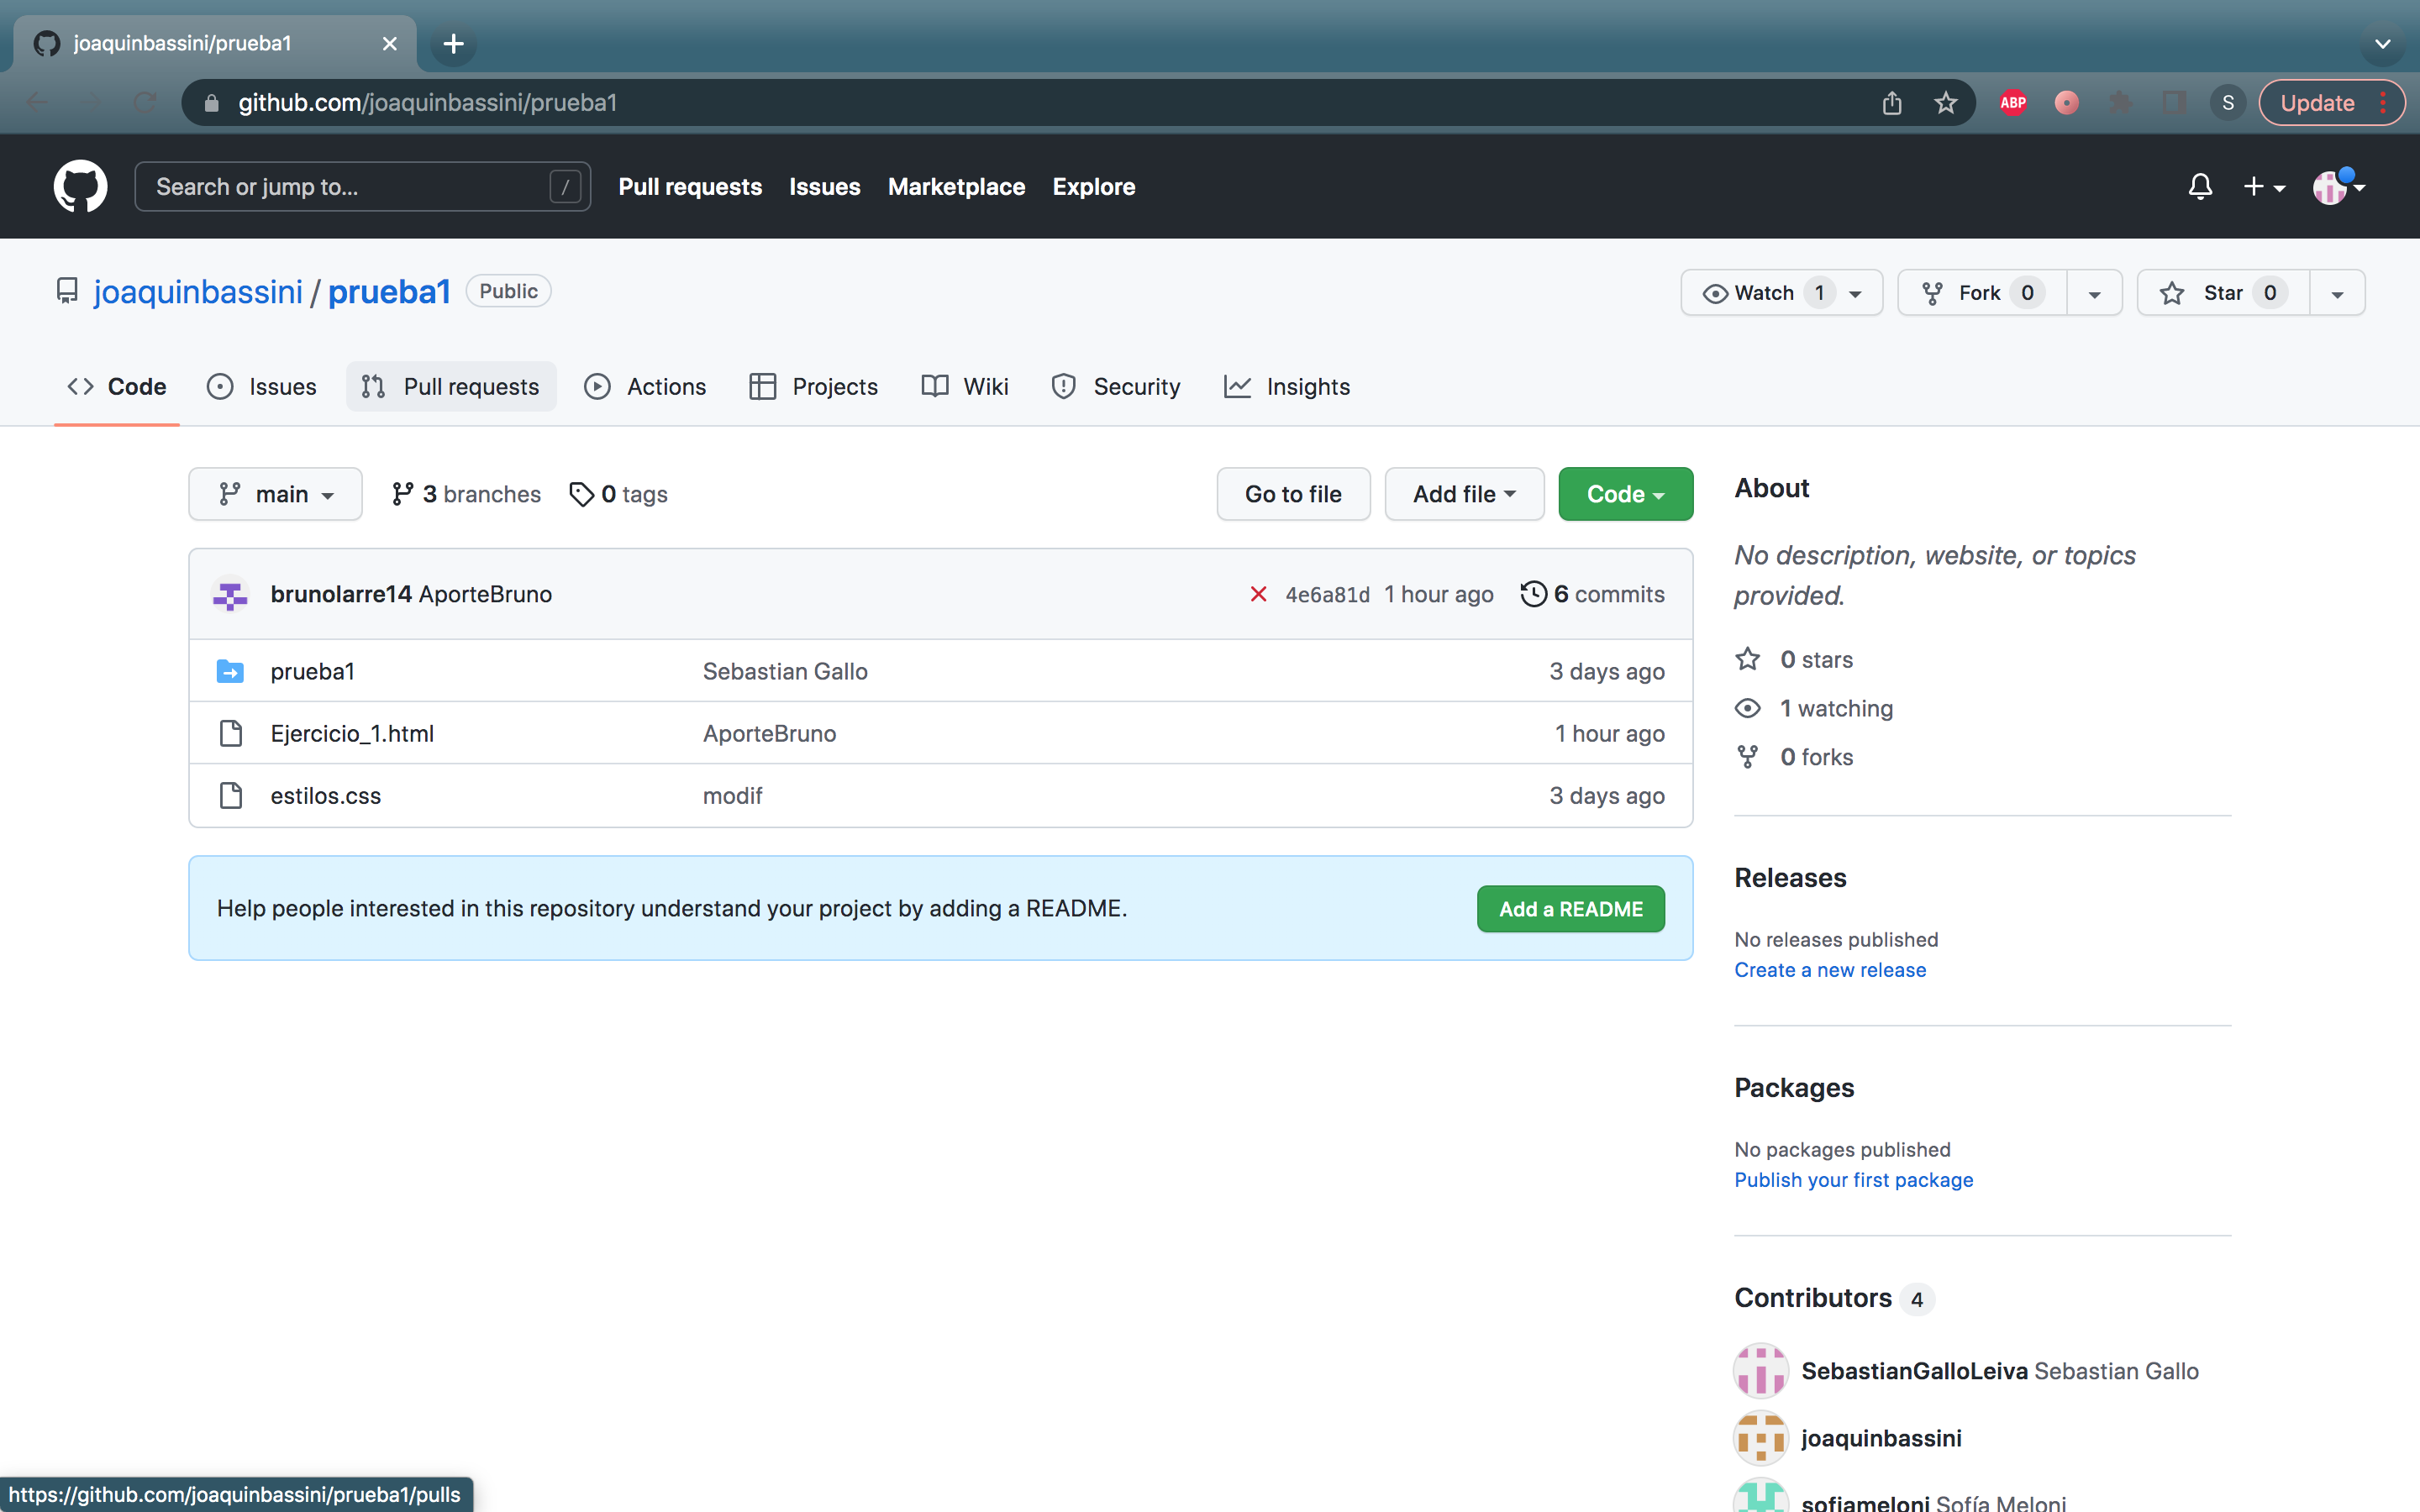 joaquinbassini/prueba1
github.com/joaquinbassini/prueba1
ABP
S
Update
Search or jump to...
/
Pull requests
Issues
Marketplace
Explore
joaquinbassini / prueba1 Public
Watch 1
Fork 0
Star 0
Code
Issues
Pull requests
Actions
Projects
Wiki
Security
Insights
main
3 branches
0 tags
Go to file
Add file
Code
brunolarre14 AporteBruno
4e6a81d 1 hour ago
6 commits
prueba1 Sebastian Gallo 3 days ago
Ejercicio_1.html AporteBruno 1 hour ago
estilos.css modif 3 days ago
Help people interested in this repository understand your project by adding a README.
Add a README
About
No description, website, or topics
provided.
0 stars
1 watching
0 forks
Releases
No releases published
Create a new release
Packages
No packages published
Publish your first package
Contributors 4
SebastianGalloLeiva Sebastian Gallo
joaquinbassini
sofiameloni Sofía Meloni
https://github.com/joaquinbassini/prueba1/pulls